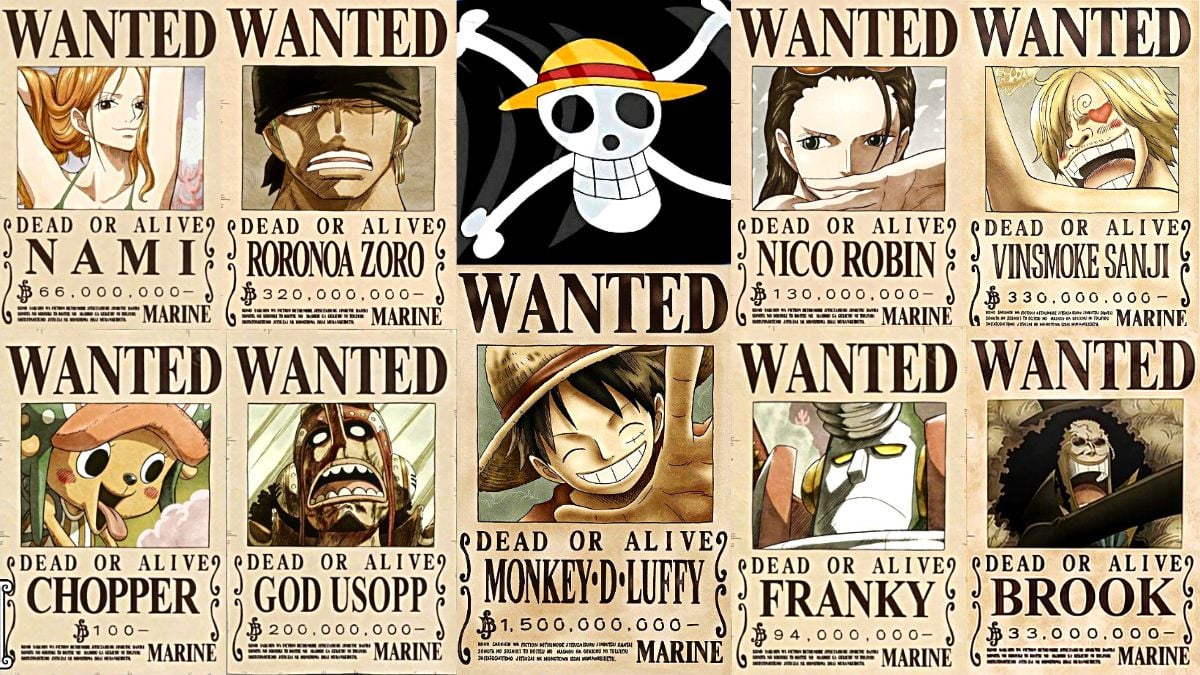 WANTED
DEAD OR ALIVE
NAMI
฿66,000,000-
MARINE
WANTED
DEAD OR ALIVE
RORONOA ZORO
฿320,000,000-
MARINE
WANTED
DEAD OR ALIVE
NICO ROBIN
฿130,000,000-
MARINE
WANTED
DEAD OR ALIVE
VINSMOKE SANJI
฿330,000,000-
MARINE
WANTED
DEAD OR ALIVE
CHOPPER
฿100-
MARINE
WANTED
DEAD OR ALIVE
GOD USOPP
฿200,000,000-
MARINE
WANTED
DEAD OR ALIVE
MONKEY·D·LUFFY
฿1,500,000,000-
MARINE
WANTED
DEAD OR ALIVE
FRANKY
฿94,000,000-
MARINE
WANTED
DEAD OR ALIVE
BROOK
฿33,000,000-
MARINE